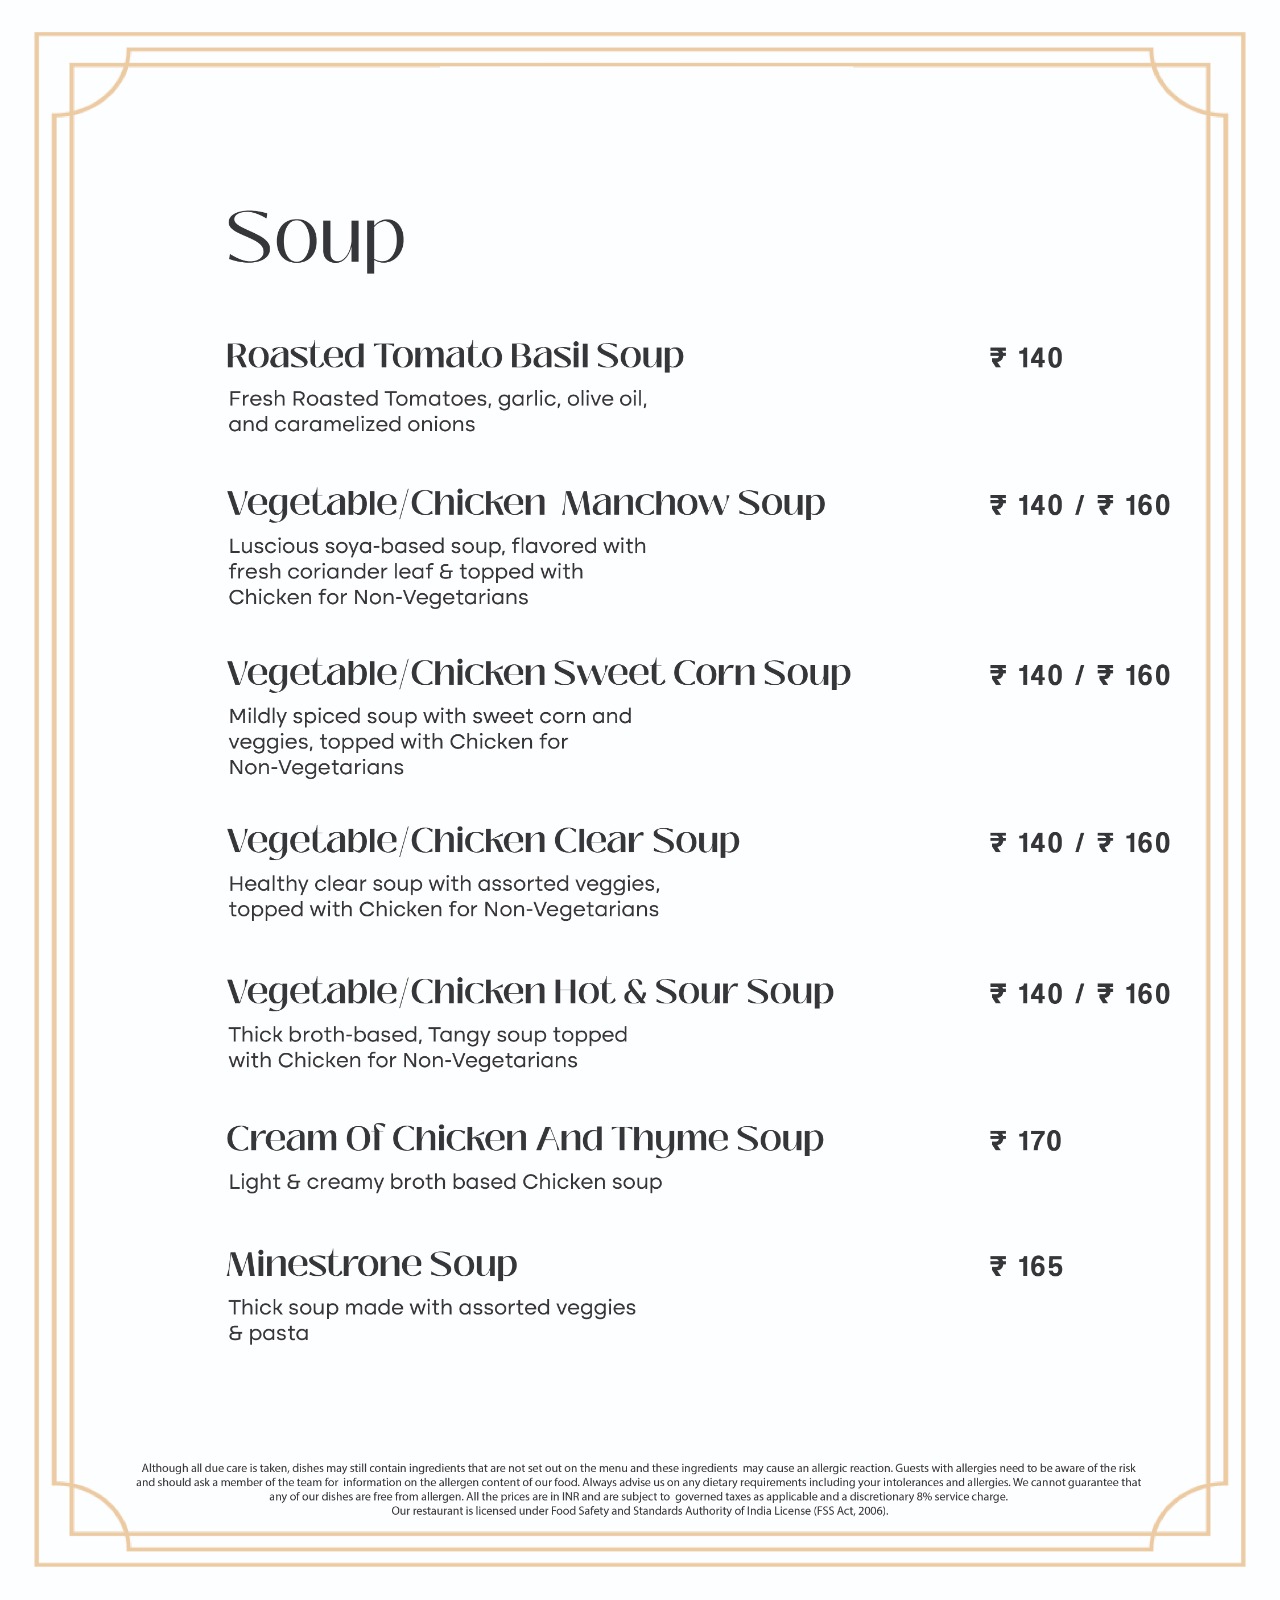 Soup
Roasted Tomato Basil Soup ₹ 140
Fresh Roasted Tomatoes, garlic, olive oil,
and caramelized onions
Vegetable/Chicken Manchow Soup ₹ 140 / ₹ 160
Luscious soya-based soup, flavored with
fresh coriander leaf & topped with
Chicken for Non-Vegetarians
Vegetable/Chicken Sweet Corn Soup ₹ 140 / ₹ 160
Mildly spiced soup with sweet corn and
veggies, topped with Chicken for
Non-Vegetarians
Vegetable/Chicken Clear Soup ₹ 140 / ₹ 160
Healthy clear soup with assorted veggies,
topped with Chicken for Non-Vegetarians
Vegetable/Chicken Hot & Sour Soup ₹ 140 / ₹ 160
Thick broth-based, Tangy soup topped
with Chicken for Non-Vegetarians
Cream Of Chicken And Thyme Soup ₹ 170
Light & creamy broth based Chicken soup
Minestrone Soup ₹ 165
Thick soup made with assorted veggies
& pasta
Although all due care is taken, dishes may still contain ingredients that are not set out on the menu and these ingredients may cause an allergic reaction. Guests with allergies need to be aware of the risk
and should ask a member of the team for information on the allergen content of our food. Always advise us on any dietary requirements including your intolerances and allergies. We cannot guarantee that
any of our dishes are free from allergen. All the prices are in INR and are subject to governed taxes as applicable and a discretionary 8% service charge.
Our restaurant is licensed under Food Safety and Standards Authority of India License (FSS Act, 2006).